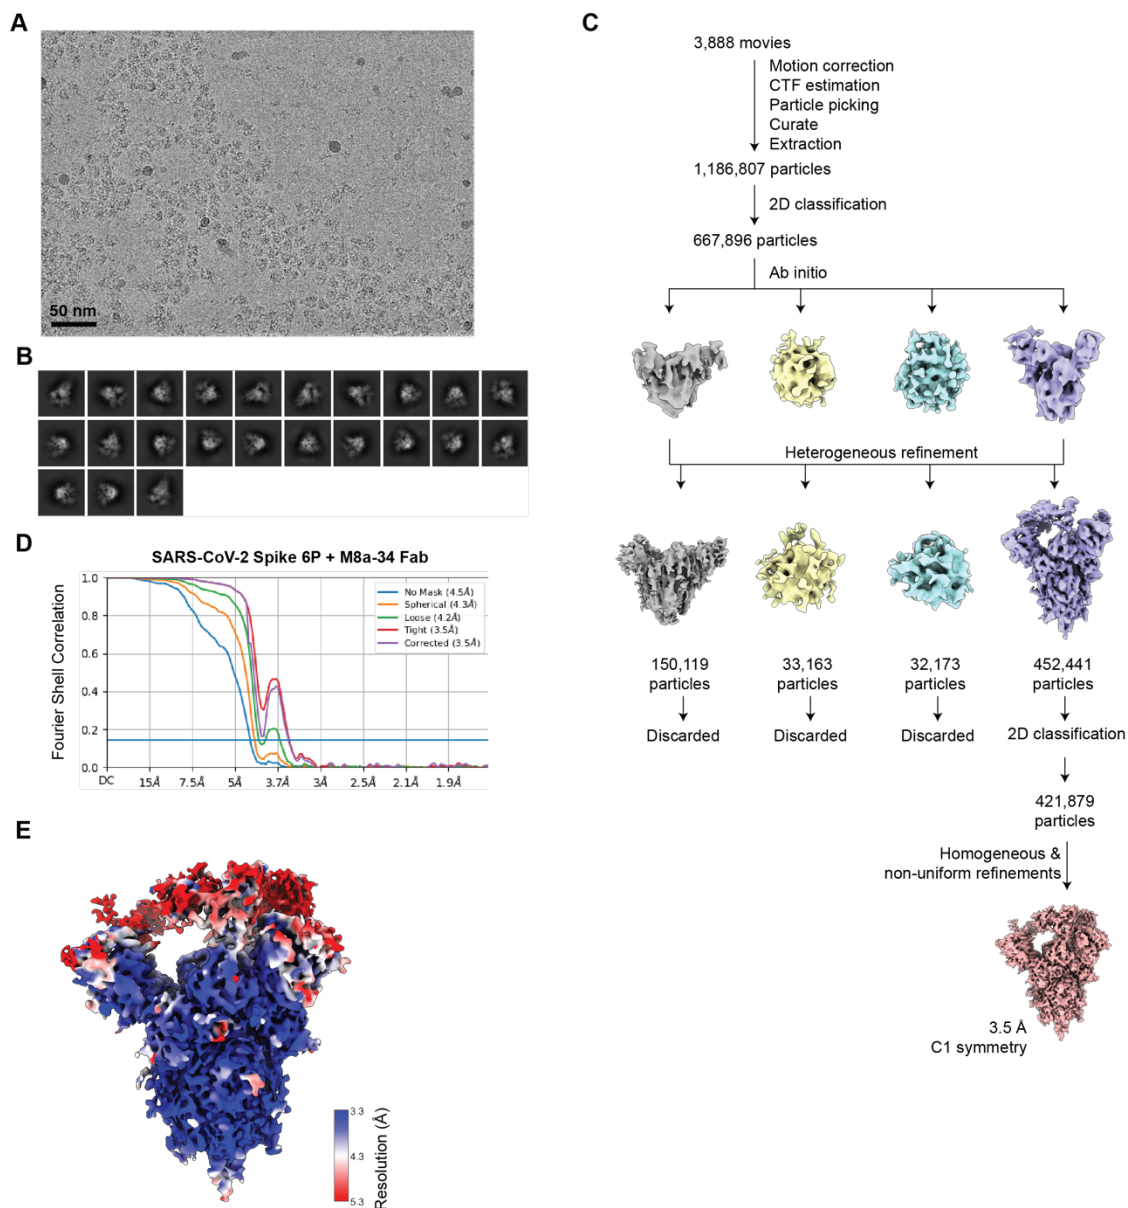 A
50 nm
B
C
3,888 movies
Motion correction
CTF estimation
Particle picking
Curate
Extraction
1,186,807 particles
2D classification
667,896 particles
Ab initio
Heterogeneous refinement
150,119
particles
33,163
particles
32,173
particles
452,441
particles
Discarded
Discarded
Discarded
2D classification
421,879
particles
Homogeneous &
non-uniform refinements
3.5 Å
C1 symmetry
D
SARS-CoV-2 Spike 6P + M8a-34 Fab
Fourier Shell Correlation
1.0
0.8
0.6
0.4
0.2
0.0
No Mask (4.5Å)
Spherical (4.3Å)
Loose (4.2Å)
Tight (3.5Å)
Corrected (3.5Å)
DC
15Å
7.5Å
5Å
3.7Å
3Å
2.5Å
2.1Å
1.9Å
E
3.3
4.3
5.3
Resolution (Å)